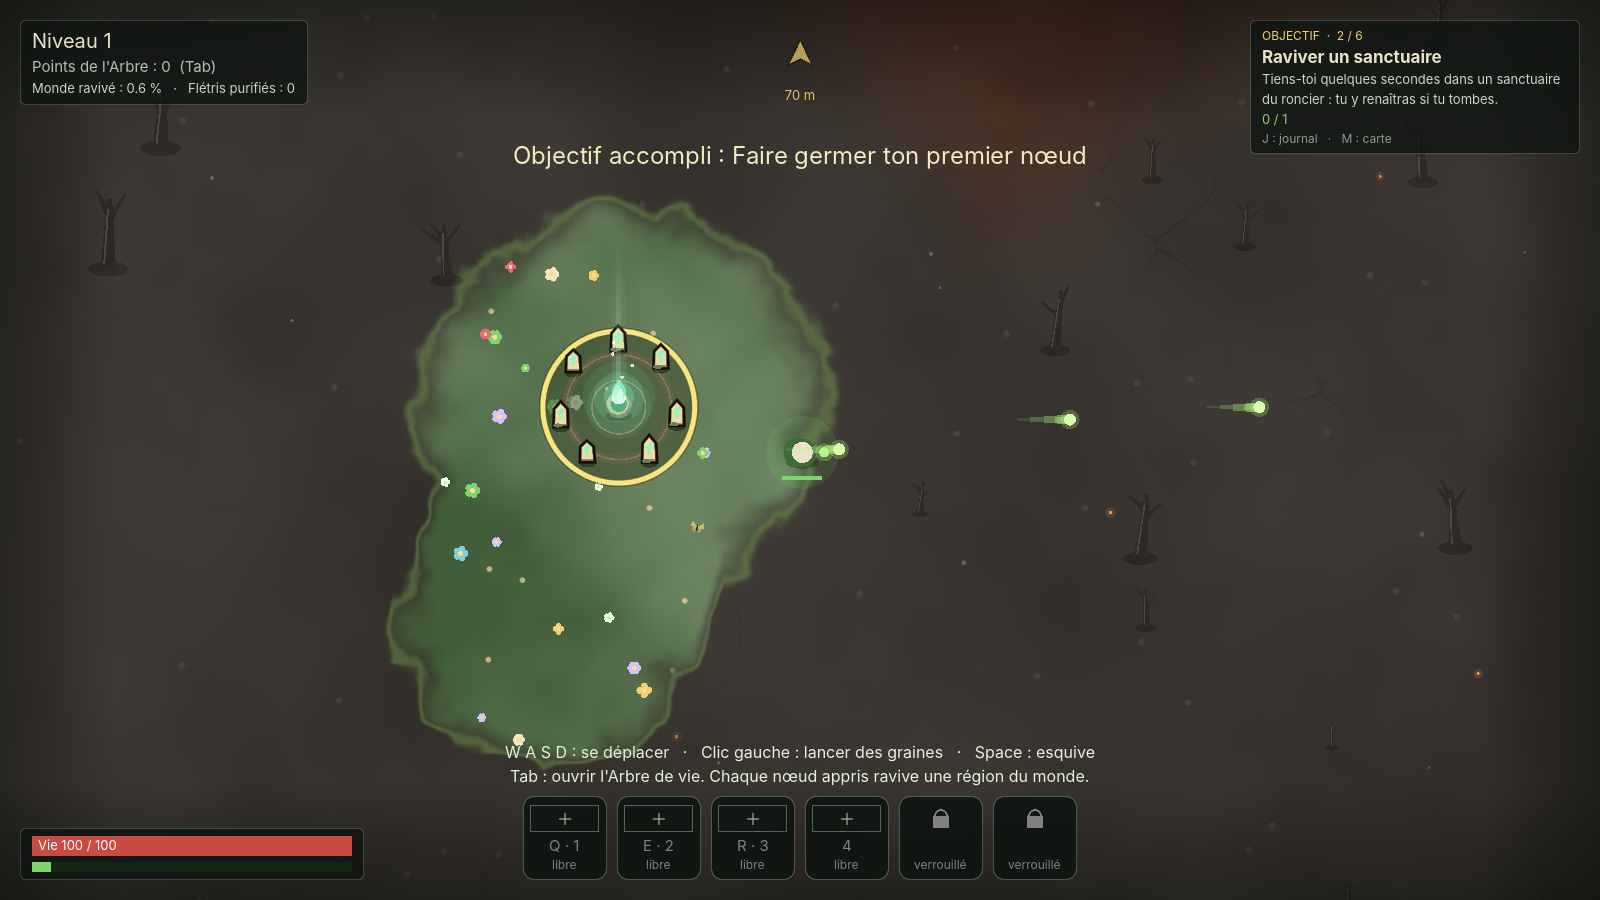 Niveau 1
Points de l'Arbre : 0 (Tab)
Monde ravivé : 0.6 % · Flétris purifiés : 0
70 m
OBJECTIF · 2 / 6
Raviver un sanctuaire
Tiens-toi quelques secondes dans un sanctuaire
du roncier : tu y renaîtras si tu tombes.
0 / 1
J : journal · M : carte
Objectif accompli : Faire germer ton premier nœud
W A S D : se déplacer · Clic gauche : lancer des graines · Space : esquive
Tab : ouvrir l'Arbre de vie. Chaque nœud appris ravive une région du monde.
Vie 100 / 100
Q · 1
libre
E · 2
libre
R · 3
libre
4
libre
verrouillé
verrouillé